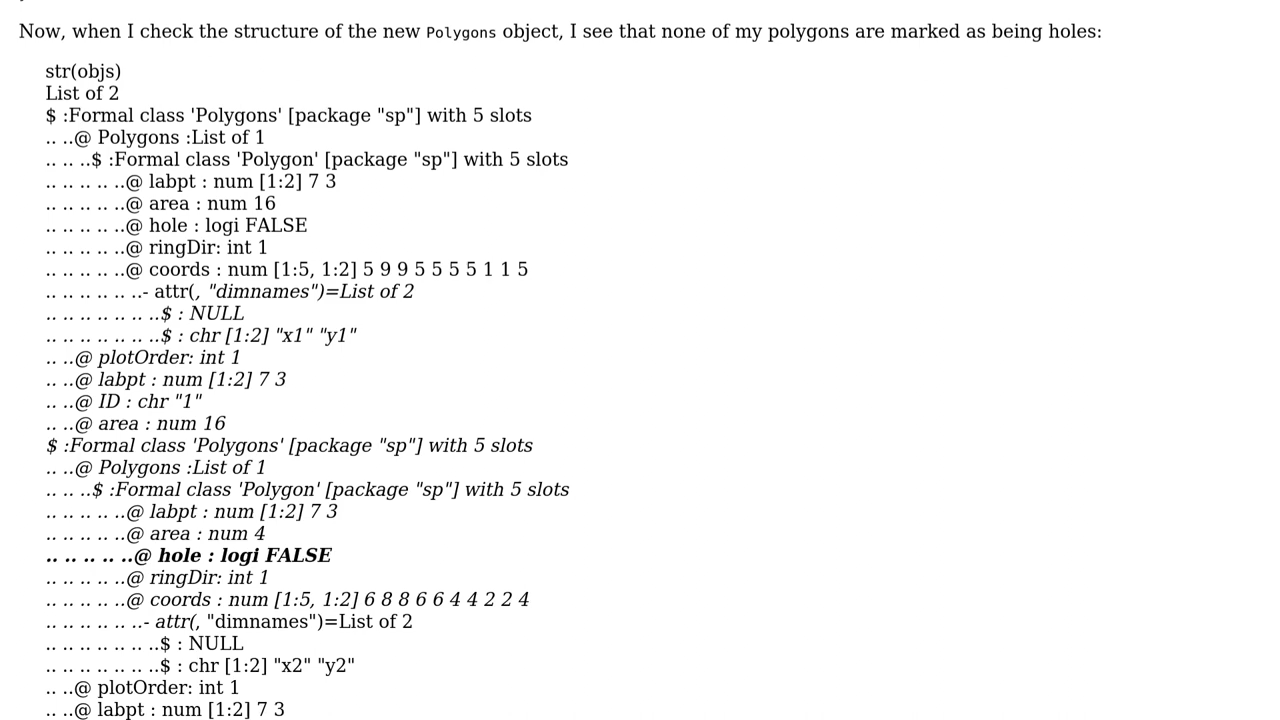 Now, when I check the structure of the new Polygons object, I see that none of my polygons are marked as being holes:
str(objs)
List of 2
$ :Formal class 'Polygons' [package "sp"] with 5 slots
.. ..@ Polygons :List of 1
.. .. ..$ :Formal class 'Polygon' [package "sp"] with 5 slots
.. .. .. .. ..@ labpt : num [1:2] 7 3
.. .. .. .. ..@ area : num 16
.. .. .. .. ..@ hole : logi FALSE
.. .. .. .. ..@ ringDir: int 1
.. .. .. .. ..@ coords : num [1:5, 1:2] 5 9 9 5 5 5 5 1 1 5
.. .. .. .. .. ..- attr(, "dimnames")=List of 2
.. .. .. .. .. .. ..$ : NULL
.. .. .. .. .. .. ..$ : chr [1:2] "x1" "y1"
.. ..@ plotOrder: int 1
.. ..@ labpt : num [1:2] 7 3
.. ..@ ID : chr "1"
.. ..@ area : num 16
$ :Formal class 'Polygons' [package "sp"] with 5 slots
.. ..@ Polygons :List of 1
.. .. ..$ :Formal class 'Polygon' [package "sp"] with 5 slots
.. .. .. .. ..@ labpt : num [1:2] 7 3
.. .. .. .. ..@ area : num 4
.. .. .. .. ..@ hole : logi FALSE
.. .. .. .. ..@ ringDir: int 1
.. .. .. .. ..@ coords : num [1:5, 1:2] 6 8 8 6 6 4 4 2 2 4
.. .. .. .. .. ..- attr(, "dimnames")=List of 2
.. .. .. .. .. .. ..$ : NULL
.. .. .. .. .. .. ..$ : chr [1:2] "x2" "y2"
.. ..@ plotOrder: int 1
.. ..@ labpt : num [1:2] 7 3